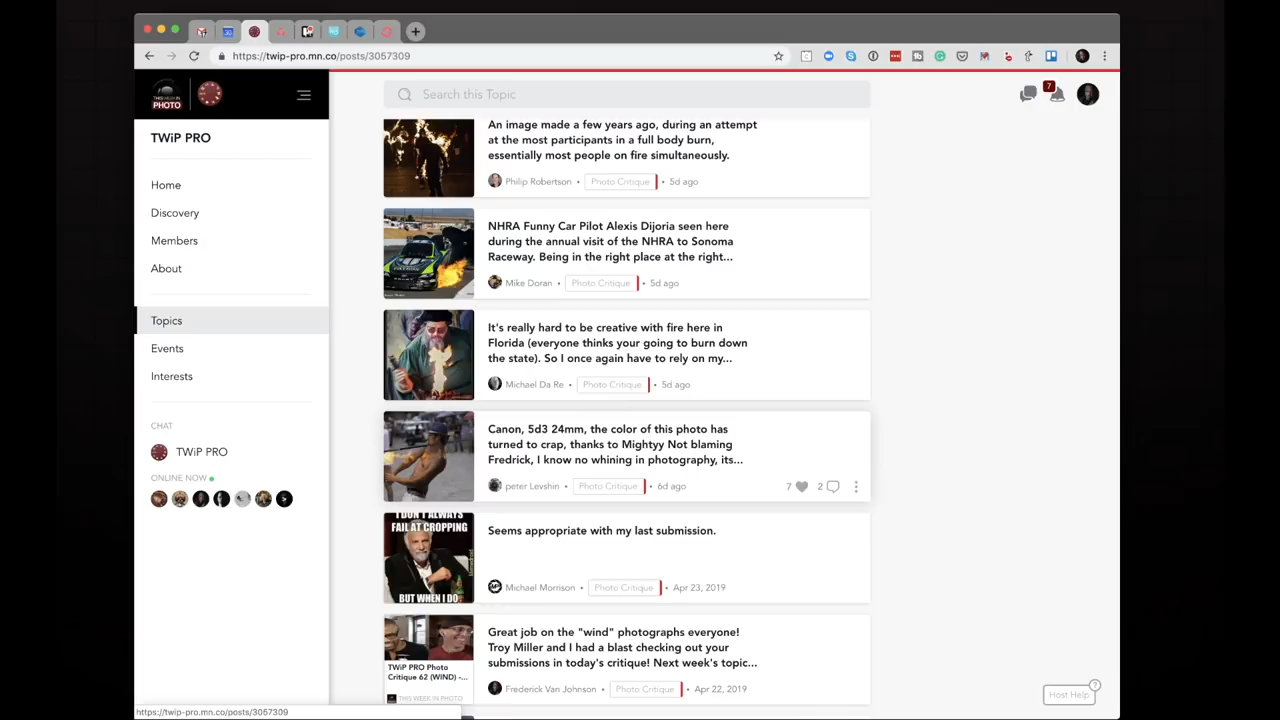 https://twip-pro.mn.co/posts/3057309
THIS WEEK IN
PHOTO
Search this Topic
7
TWiP PRO
Home
Discovery
Members
About
Topics
Events
Interests
CHAT
TWiP PRO
ONLINE NOW
An image made a few years ago, during an attempt
at the most participants in a full body burn,
essentially most people on fire simultaneously.
Philip Robertson • Photo Critique • 5d ago
NHRA Funny Car Pilot Alexis Dijoria seen here
during the annual visit of the NHRA to Sonoma
Raceway. Being in the right place at the right...
Mike Doran • Photo Critique • 5d ago
It's really hard to be creative with fire here in
Florida (everyone thinks your going to burn down
the state). So I once again have to rely on my...
Michael Da Re • Photo Critique • 5d ago
Canon, 5d3 24mm, the color of this photo has
turned to crap, thanks to Mightyy Not blaming
Fredrick, I know no whining in photography, its...
peter Levshin • Photo Critique • 6d ago
7 2
I DON'T ALWAYS
FAIL AT CROPPING
BUT WHEN I DO
Seems appropriate with my last submission.
Michael Morrison • Photo Critique • Apr 23, 2019
TWiP PRO Photo
Critique 62 (WIND) -...
THIS WEEK IN PHOTO
Great job on the "wind" photographs everyone!
Troy Miller and I had a blast checking out your
submissions in today's critique! Next week's topic...
Frederick Van Johnson • Photo Critique • Apr 22, 2019
Host Help
?
https://twip-pro.mn.co/posts/3057309